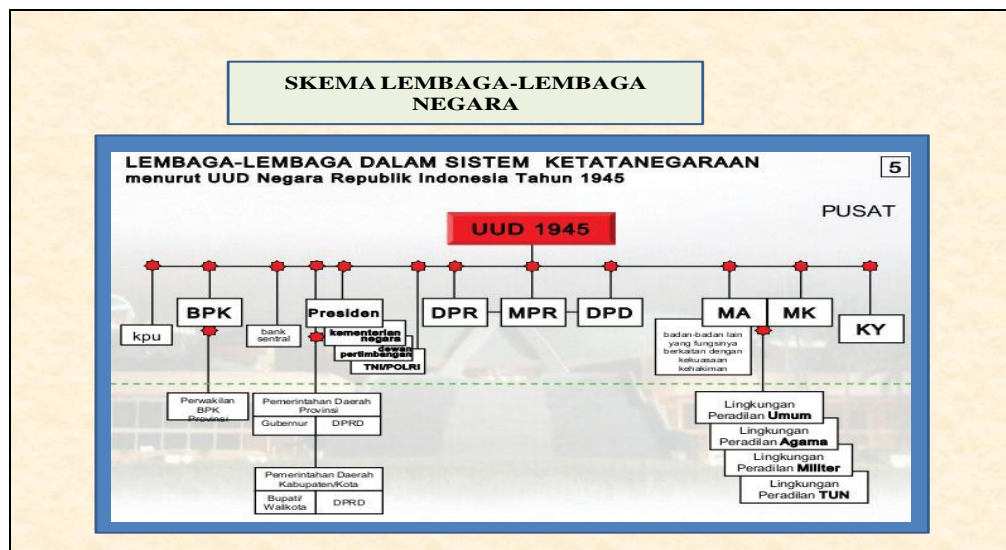 SKEMA LEMBAGA-LEMBAGA
NEGARA
LEMBAGA-LEMBAGA DALAM SISTEM KETATANEGARAAN
menurut UUD Negara Republik Indonesia Tahun 1945
5
PUSAT
UUD 1945
kpu
BPK
bank
sentral
Presiden
kementerian
negara
dewan
pertimbangan
TNI/POLRI
DPR
MPR
DPD
MA
MK
KY
badan-badan lain
yang fungsinya
berkaitan dengan
kekuasaan
kehakiman
Perwakilan
BPK
Provinsi
Pemerintahan Daerah
Provinsi
Gubernur
DPRD
Pemerintahan Daerah
Kabupaten/Kota
Bupati/
Walikota
DPRD
Lingkungan
Peradilan Umum
Lingkungan
Peradilan Agama
Lingkungan
Peradilan Militer
Lingkungan
Peradilan TUN